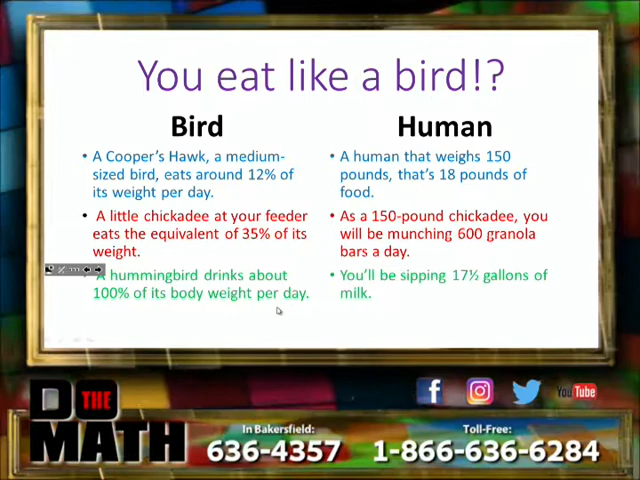 You eat like a bird!?
Bird
• A Cooper's Hawk, a medium-
sized bird, eats around 12% of
its weight per day.
• A little chickadee at your feeder
eats the equivalent of 35% of its
weight.
• A hummingbird drinks about
100% of its body weight per day.
Human
• A human that weighs 150
pounds, that's 18 pounds of
food.
• As a 150-pound chickadee, you
will be munching 600 granola
bars a day.
• You'll be sipping 17½ gallons of
milk.
DO THE
MATH
You Tube
In Bakersfield:
636-4357
Toll-Free:
1-866-636-6284